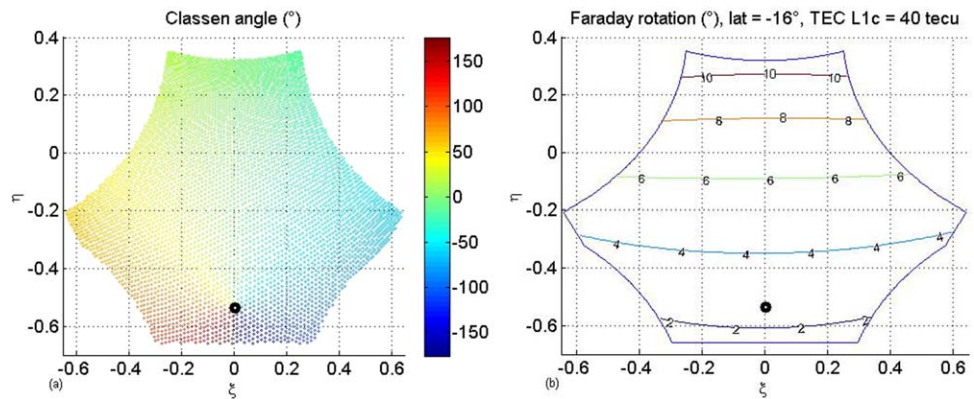 Classen angle (°)
0.4
0.2
0
-0.2
-0.4
-0.6
η
-0.6 -0.4 -0.2 0 0.2 0.4 0.6
(a)
ξ
150
100
50
0
-50
-100
-150
Faraday rotation (°), lat = -16°, TEC L1c = 40 tecu
0.4
0.2
0
-0.2
-0.4
-0.6
η
10 10 10
8 8 8
6 6 6 6
4 4 4 4 4 4
2 2 2 2
-0.6 -0.4 -0.2 0 0.2 0.4 0.6
(b)
ξ